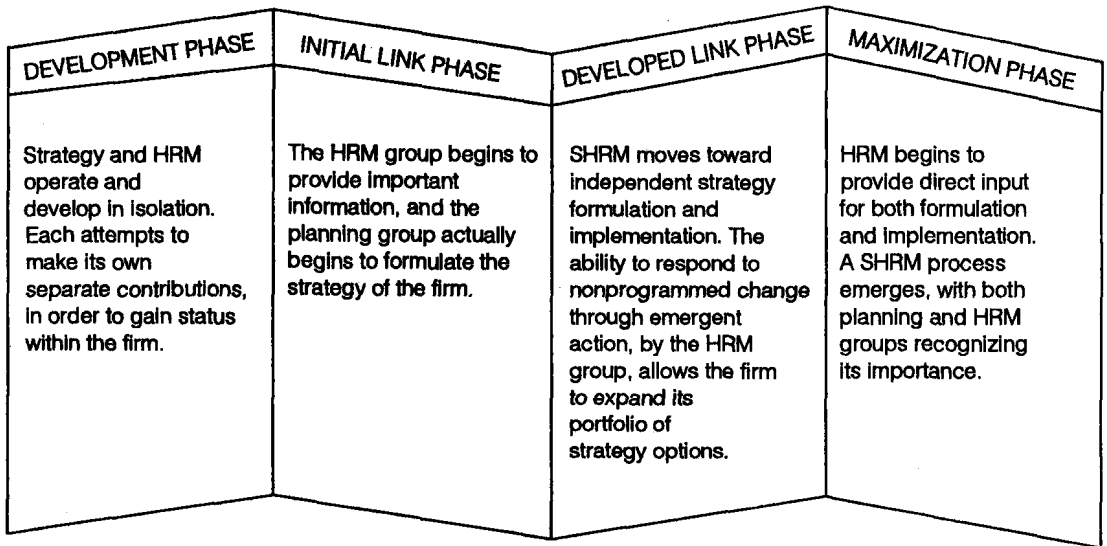 DEVELOPMENT PHASE
Strategy and HRM
operate and
develop in isolation.
Each attempts to
make its own
separate contributions,
in order to gain status
within the firm.
INITIAL LINK PHASE
The HRM group begins to
provide important
information, and the
planning group actually
begins to formulate the
strategy of the firm.
DEVELOPED LINK PHASE
SHRM moves toward
independent strategy
formulation and
implementation. The
ability to respond to
nonprogrammed change
through emergent
action, by the HRM
group, allows the firm
to expand its
portfolio of
strategy options.
MAXIMIZATION PHASE
HRM begins to
provide direct input
for both formulation
and implementation.
A SHRM process
emerges, with both
planning and HRM
groups recognizing
its importance.